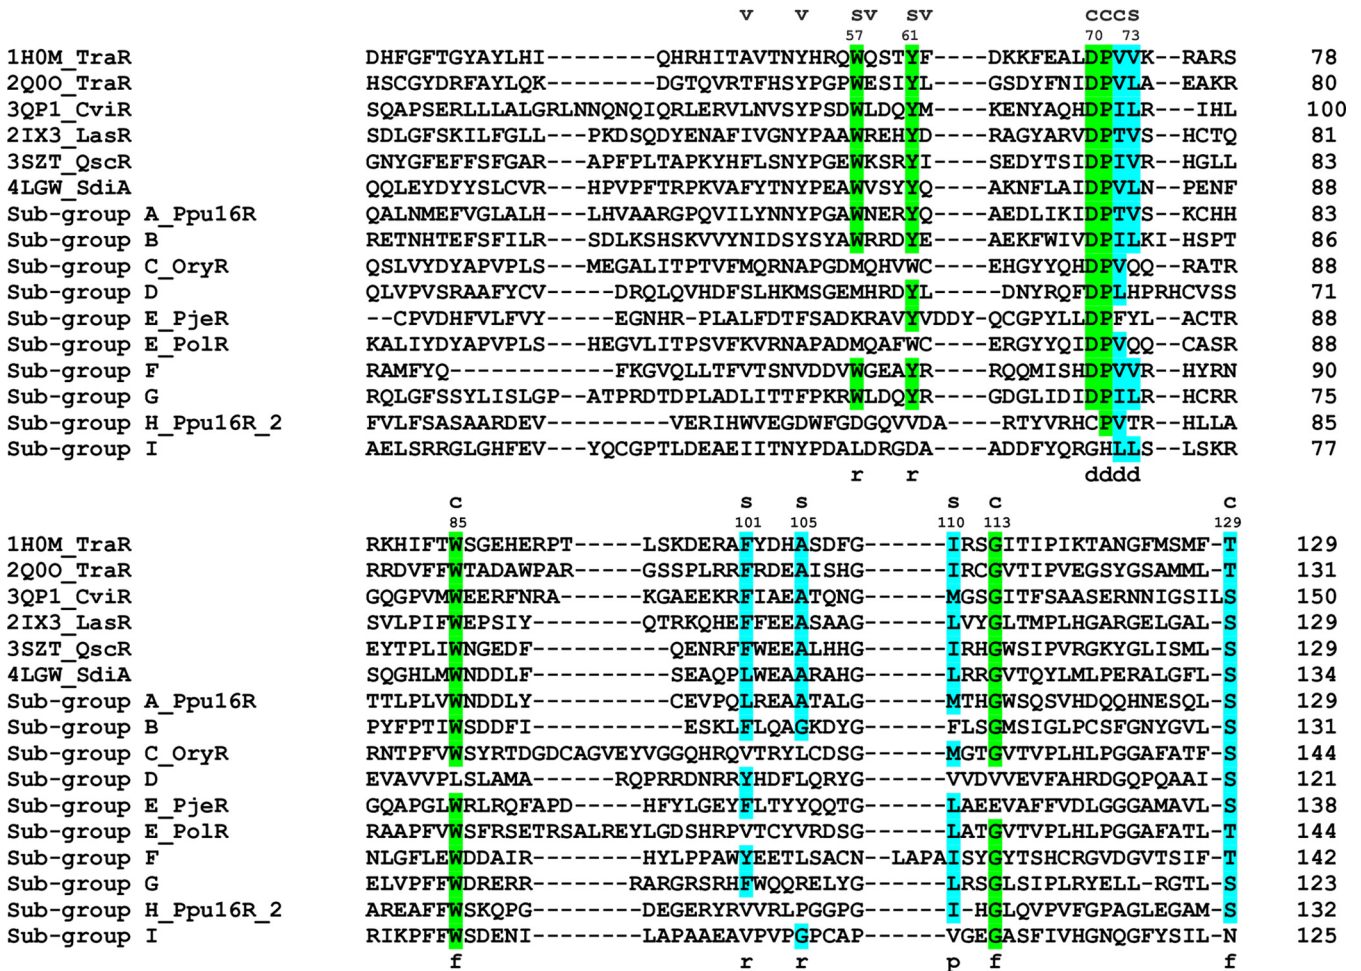 v v sv sv ccccs
57 61 70 73
1H0M_TraR DHFGFTGYAYLHI-------QHRHITAVTNYHRQWQSTYF----DKKFEALDPVVK--RARS 78
2Q0O_TraR HSCGYDRFAYLQK-------DGTQVRTFHSYPGPWESIYL----GSDYFNIDPVLA--EAKR 80
3QP1_CviR SQAPSERLLLALGRLNNQNQIQRLERVLNVSYPSDWLDQYM----KENYAQHDPILR---IHL 100
2IX3_LasR SDLGFSKILFGLL---PKDSQDYENAFIVGNYPAAWREHYD----RAGYARVDPTVS--HCTQ 81
3SZT_QscR GNYGFEFFSFGAR---APFPLTAPKYHFLSNYPGEWKSRYI----SEDYTSIDPIVR--HGLL 83
4LGW_SdiA QQLEYDYYSLCVR---HPVPFTRPKVAFYTNYPEAWVSYYQ----AKNFLAIDPVLN--PENF 88
Sub-group A_Ppu16R QALNMEFVGLALH---LHVAARGPQVILYNNYPGAWNERYQ----AEDLIKIDPTVS--KCHH 83
Sub-group B RETNHTEFSFILR---SDLKSHSKVVYNIDSYSYAWRRDYE----AEKFWIVDPILKI-HSPT 86
Sub-group C_OryR QSLVYDYAPVPLS---MEGALITPTVFMQRNAPGDMQHVWC----EHGYYQHDPVQQ--RATR 88
Sub-group D QLVPVSRAAFYCV-----DRQLQVHDFSLHKMSGEMHRDYL----DNYRQFDPLHPRHCVSS 71
Sub-group E_PjeR --CPVDHFVLFVY-----EGNHR-PLALFDTFSADKRAVYVVDDY-QCGPYLLDPFYL--ACTR 88
Sub-group E_PolR KALIYDYAPVPLS---HEGVLITPSVFKVRNAPADMQAFWC----ERGYYQIDPVQQ--CASR 88
Sub-group F RAMFYQ------------FKGVQLLTFVTSNVDDVWGEAYR----RQQMISHDPVVR--HYRN 90
Sub-group G RQLGFSSYLISLGP--ATPRDTDPLADLITTFPKRWLDQYR----GDGLIDIDPILR--HCRR 75
Sub-group H_Ppu16R_2 FVLFSASAARDEV------VERIHWVEGDWFGDGQVVDA----RTYVRHCPVTR--HLLA 85
Sub-group I AELSRRGLGHFEV---YQCGPTLDEAEIITNYPDALDRGDA----ADDFYQRGHLLS--LSKR 77
r r dddd
c s s s c c
85 101 105 110 113 129
1H0M_TraR RKHIFTWSGEHERPT------LSKDERAFYDHASDFG------IRSGITIPIKTANGFMSMF-T 129
2Q0O_TraR RRDVFFWTADAWPAR------GSSPLRRFRDEAISHG------IRCGVTIPVEGSYGSAMML-T 131
3QP1_CviR GQGPVMWEERFNRA-------KGAEEKRFIAEATQNG------MGSGITFSAASERNNIGSILS 150
2IX3_LasR SVLPIFWEPSIY---------QTRKQHEFFEEASAAG------LVYGLTMPLHGARGELGAL-S 129
3SZT_QscR EYTPLIWNGEDF---------QENRFFWEEALHHG------IRHGWSIPVRGKYGLISML-S 129
4LGW_SdiA SQGHLMWNDDLF---------SEAQPLWEAARAHG------LRRGVTQYLMLPERALGFL-S 134
Sub-group A_Ppu16R TTLPLVWNDDLY---------CEVPQLREAATALG------MTHGWSQSVHDQQHNESQL-S 129
Sub-group B PYFPTIWSDDFI----------ESKLFLQAGKDYG------FLSGMSIGLPCSFGNYGVL-S 131
Sub-group C_OryR RNTPFVWSYRTDGDCAGVEYVGGQHRQVTRYLCDSG------MGTGVTVPLHLPGGAFATF-S 144
Sub-group D EVAVVPLSLAMA------RQPRRDNRRYHDFLQRYG------VVDVVEVFAHRDGQPQAAI-S 121
Sub-group E_PjeR GQAPGLWRLRQFAPD------HFYLGEYFLTYYQQTG------LAEEVAFFVDLGGGAMAVL-S 138
Sub-group E_PolR RAAPFVWSFRSETRSALREYLGDSHRPVTCYVRDSG------LATGVTVPLHLPGGAFATL-T 144
Sub-group F NLGFLEWDDAIR--------HYLPPAWYEETLSACN--LAPAISYGYTSHCRGVDGVTSIF-T 142
Sub-group G ELVPFFWDRERR-------RARGRSRHFWQQRELYG------LRSGLSIPLRYELL-RGTL-S 123
Sub-group H_Ppu16R_2 AREAFFWSKQPG--------DEGERYRVVRLPGGPG------I-HGLQVPVFGPAGLEGAM-S 132
Sub-group I RIKPFFWSDENI--------LAPAAEAVPVPGPCAP------VGEGASFIVHGNQGFYSIL-N 125
f r r p f f